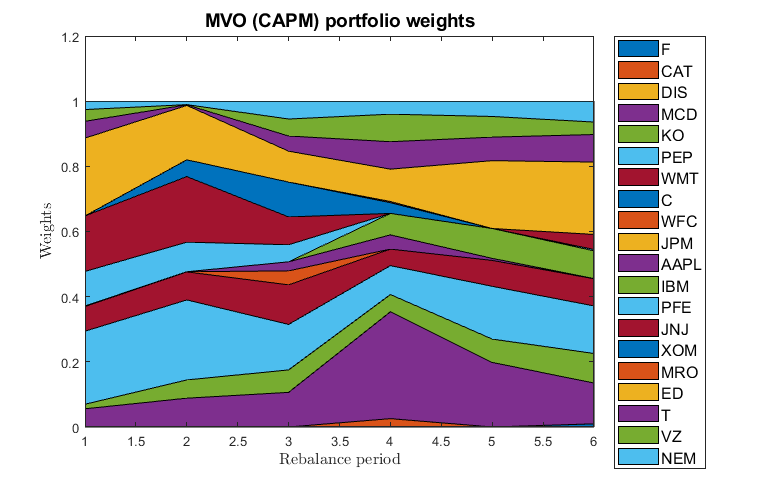 MVO (CAPM) portfolio weights
1.2
1
0.8
0.6
0.4
0.2
0
Weights
1 1.5 2 2.5 3 3.5 4 4.5 5 5.5 6
Rebalance period
F
CAT
DIS
MCD
KO
PEP
WMT
C
WFC
JPM
AAPL
IBM
PFE
JNJ
XOM
MRO
ED
T
VZ
NEM